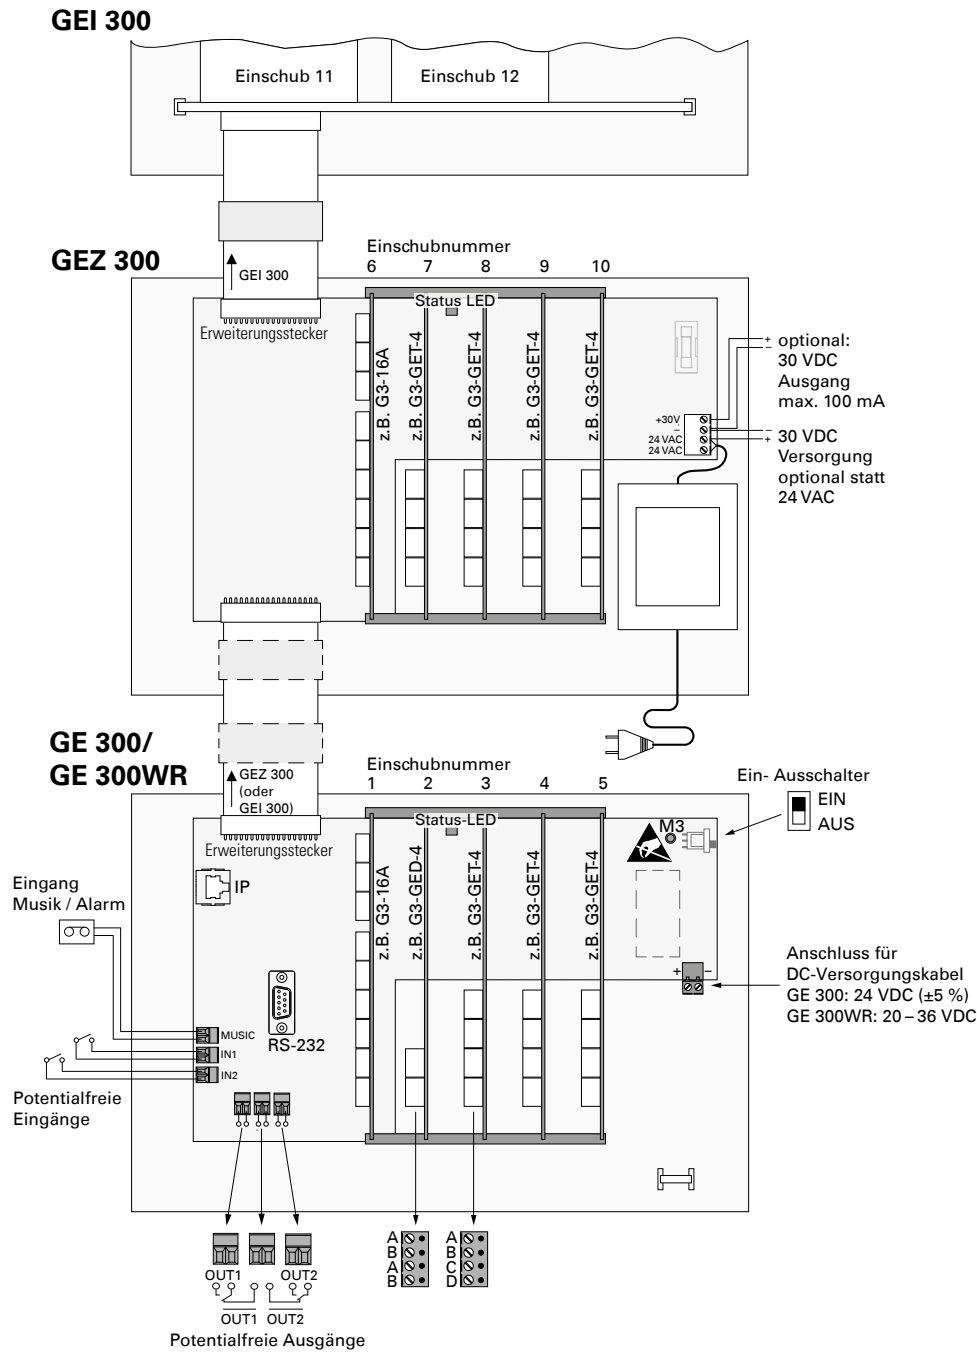 GEI 300
Einschub 11
Einschub 12
GEZ 300
GEI 300
Einschubnummer
6 7 8 9 10
Status LED
Erweiterungsstecker
z.B. G3-16A
z.B. G3-GET-4
z.B. G3-GET-4
z.B. G3-GET-4
z.B. G3-GET-4
+ optional:
– 30 VDC
Ausgang
max. 100 mA
+30V
–
24 VAC
24 VAC
– 30 VDC
+ Versorgung
optional statt
24 VAC
GE 300/
GE 300WR
GEZ 300
(oder
GEI 300)
Einschubnummer
1 2 3 4 5
Status-LED
Erweiterungsstecker
z.B. G3-16A
z.B. G3-GED-4
z.B. G3-GET-4
z.B. G3-GET-4
z.B. G3-GET-4
Ein- Ausschalter
EIN
AUS
M3
IP
Eingang
Musik / Alarm
RS-232
MUSIC
IN1
IN2
Potentialfreie
Eingänge
+ –
Anschluss für
DC-Versorgungskabel
GE 300: 24 VDC (±5 %)
GE 300WR: 20 – 36 VDC
OUT1
OUT2
OUT1 OUT2
Potentialfreie Ausgänge
A
B
A
B
A
B
C
D